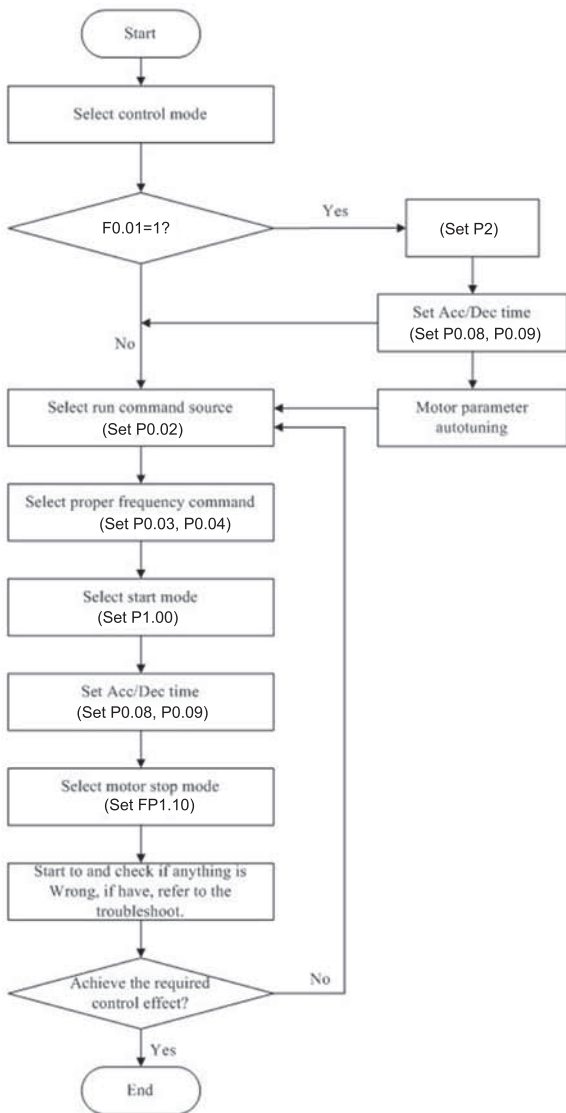 Start
Select control mode
F0.01=1?
Yes
(Set P2)
Set Acc/Dec time
(Set P0.08, P0.09)
No
Motor parameter
autotuning
Select run command source
(Set P0.02)
Select proper frequency command
(Set P0.03, P0.04)
Select start mode
(Set P1.00)
Set Acc/Dec time
(Set P0.08, P0.09)
Select motor stop mode
(Set FP1.10)
Start to and check if anything is
Wrong, if have, refer to the
troubleshoot.
Achieve the required
control effect?
No
Yes
End